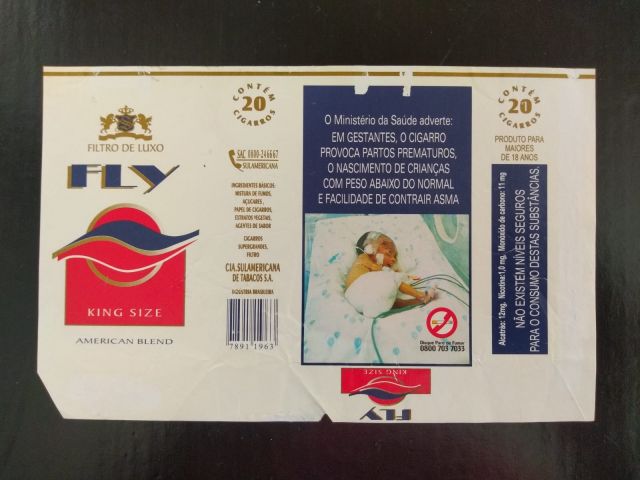 FILTRO DE LUXO
FLY
KING SIZE
AMERICAN BLEND
CONTÉM
20
CIGARROS
SAC 0800-246667
SULAMERICANA
INGREDIENTES BÁSICOS:
MISTURA DE FUMOS,
AÇUCARES,
PAPEL DE CIGARROS,
EXTRATOS VEGETAIS,
AGENTES DE SABOR
CIGARROS
SUPERGRANDES,
FILTRO
CIA.SULAMERICANA
DE TABACOS S.A.
INDÚSTRIA BRASILEIRA
7891 1963
O Ministério da Saúde adverte:
EM GESTANTES, O CIGARRO
PROVOCA PARTOS PREMATUROS,
O NASCIMENTO DE CRIANÇAS
COM PESO ABAIXO DO NORMAL
E FACILIDADE DE CONTRAIR ASMA
Disque Pare de Fumar
0800 703 7033
KING SIZE
FLY
CONTÉM
20
CIGARROS
PRODUTO PARA
MAIORES
DE 18 ANOS
Alcatrão: 12mg, Nicotina:1,0 mg, Monóxido de carbono: 11 mg
NÃO EXISTEM NÍVEIS SEGUROS
PARA O CONSUMO DESTAS SUBSTÂNCIAS